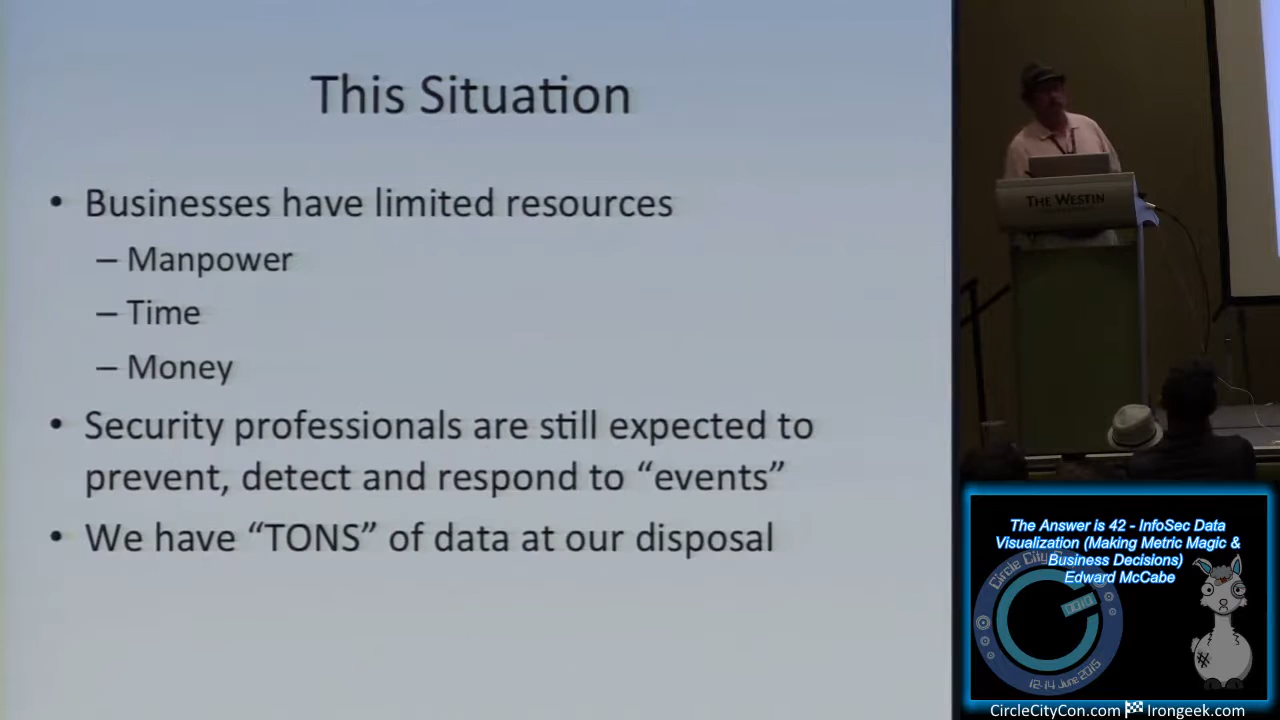 This Situation
• Businesses have limited resources
– Manpower
– Time
– Money
• Security professionals are still expected to
prevent, detect and respond to “events”
• We have “TONS” of data at our disposal
THE WESTIN
The Answer is 42 - InfoSec Data
Visualization (Making Metric Magic &
Business Decisions)
Edward McCabe
Circle City
12-14 June 2015
CircleCityCon.com Irongeek.com